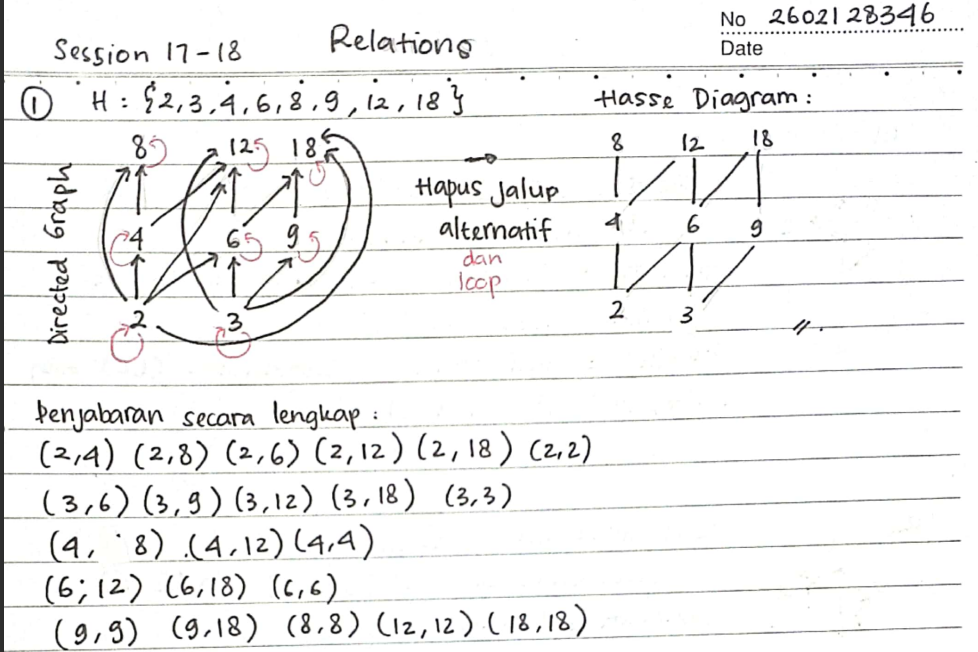 No 2602128346
Session 17-18 Relations
Date
① H : {2,3,4,6,8,9,12,18} Hasse Diagram :
Directed Graph
8 12 18
4 6 9
2 3
→
Hapus jalup
alternatif
dan
loop
8 12 18
4 6 9
2 3
//.
Penjabaran secara lengkap :
(2,4) (2,8) (2,6) (2,12) (2,18) (2,2)
(3,6) (3,9) (3,12) (3,18) (3,3)
(4, 8) (4,12) (4,4)
(6;12) (6,18) (6,6)
(9,9) (9,18) (8,8) (12,12) (18,18)